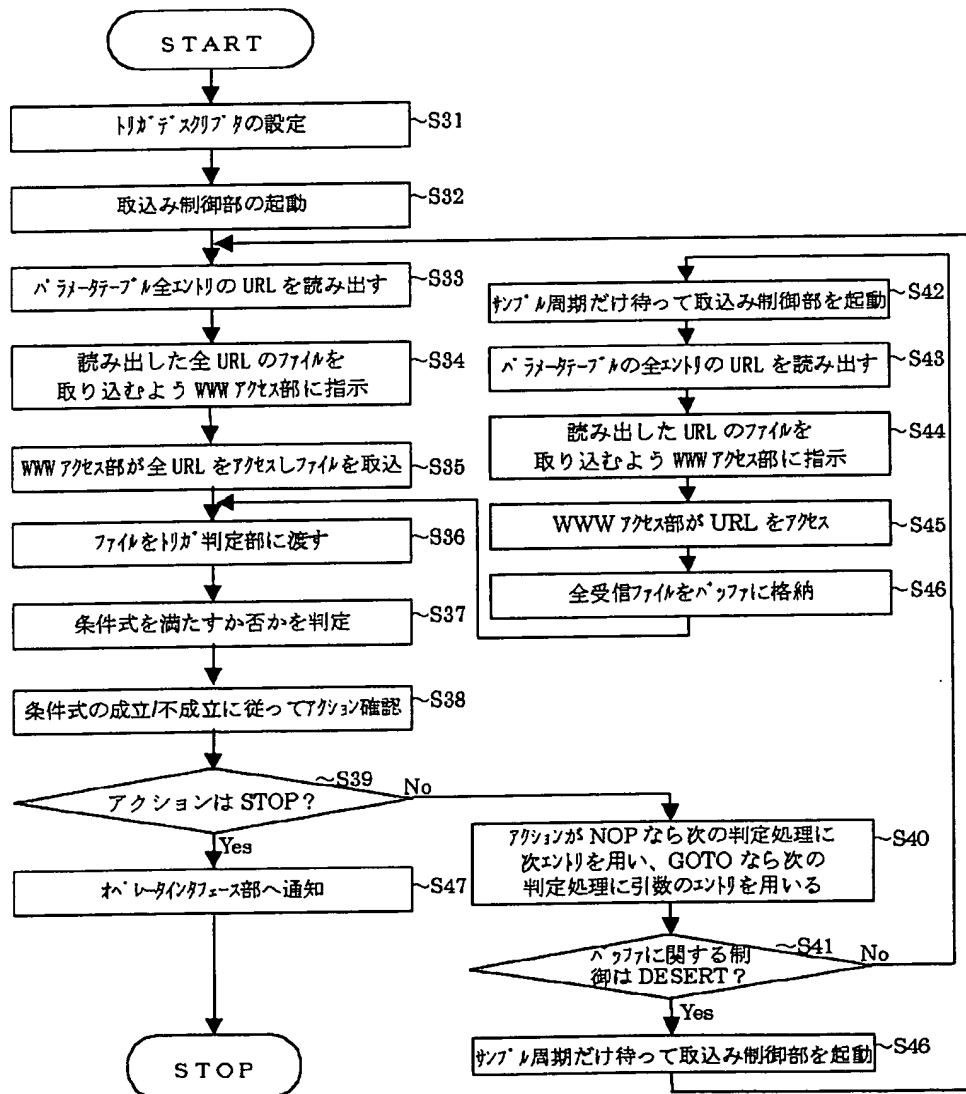 START
トリガデスクリプタの設定
~S31
取込み制御部の起動
~S32
パラメータテーブル全エントリの URL を読み出す
~S33
読み出した全 URL のファイルを
取り込むよう WWW アクセス部に指示
~S34
WWW アクセス部が全 URL をアクセスしファイルを取込
~S35
ファイルをトリガ判定部に渡す
~S36
条件式を満たすか否かを判定
~S37
条件式の成立/不成立に従ってアクション確認
~S38
アクションは STOP?
~S39
No
Yes
オペレータインタフェース部へ通知
~S47
STOP
サンプル周期だけ待って取込み制御部を起動
~S42
パラメータテーブルの全エントリの URL を読み出す
~S43
読み出した URL のファイルを
取り込むよう WWW アクセス部に指示
~S44
WWW アクセス部が URL をアクセス
~S45
全受信ファイルをバッファに格納
~S46
アクションが NOP なら次の判定処理に
次エントリを用い、GOTO なら次の
判定処理に引数のエントリを用いる
~S40
バッファに関する制
御は DESERT?
~S41
No
Yes
サンプル周期だけ待って取込み制御部を起動
~S46